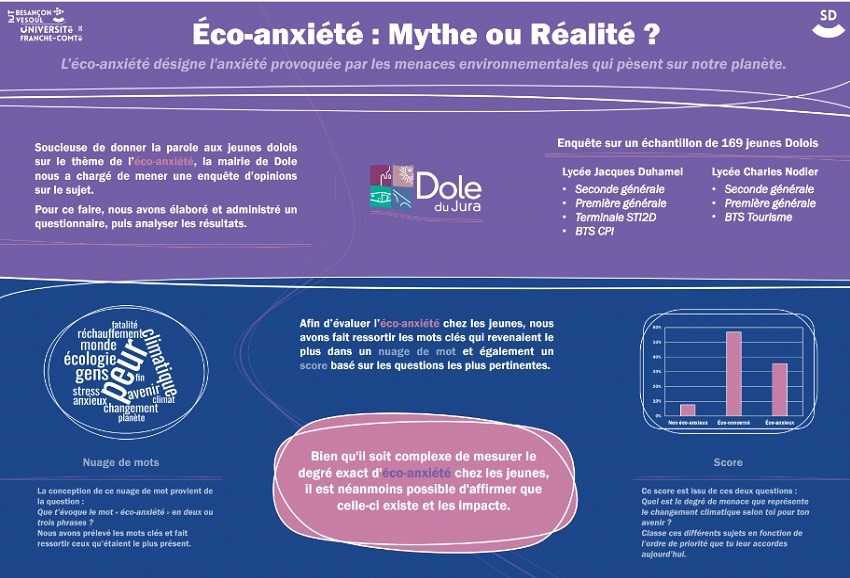 IUT
BESANÇON
VESOUL
UNIVERSITĒ
FRANCHE-COMTĒ
SD
Éco-anxiété : Mythe ou Réalité ?
L'éco-anxiété désigne l'anxiété provoquée par les menaces environnementales qui pèsent sur notre planète.
Soucieuse de donner la parole aux jeunes dolois
sur le thème de l'éco-anxiété, la mairie de Dole
nous a chargé de mener une enquête d'opinions
sur le sujet.
Pour ce faire, nous avons élaboré et administré un
questionnaire, puis analyser les résultats.
Dole
du Jura
Enquête sur un échantillon de 169 jeunes Dolois
Lycée Jacques Duhamel
• Seconde générale
• Première générale
• Terminale STI2D
• BTS CPI
Lycée Charles Nodier
• Seconde générale
• Première générale
• BTS Tourisme
fatalité
réchauffement
monde
écologie
gens
peur
climatique
fin
avenir
stress
anxieux
climat
changement
planète
Nuage de mots
La conception de ce nuage de mot provient de
la question :
Que t'évoque le mot « éco-anxiété » en deux ou
trois phrases ?
Nous avons prélevé les mots clés et fait
ressortir ceux qu'étaient le plus présent.
Afin d'évaluer l'éco-anxiété chez les jeunes, nous
avons fait ressortir les mots clés qui revenaient le
plus dans un nuage de mot et également un
score basé sur les questions les plus pertinentes.
Bien qu'il soit complexe de mesurer le
degré exact d'éco-anxiété chez les jeunes,
il est néanmoins possible d'affirmer que
celle-ci existe et les impacte.
60%
50%
40%
30%
20%
10%
0%
Non éco-anxieux
Éco-concerné
Éco-anxieux
Score
Ce score est issu de ces deux questions :
Quel est le degré de menace que représente
le changement climatique selon toi pour ton
avenir ?
Classe ces différents sujets en fonction de
l'ordre de priorité que tu leur accordes
aujourd'hui.